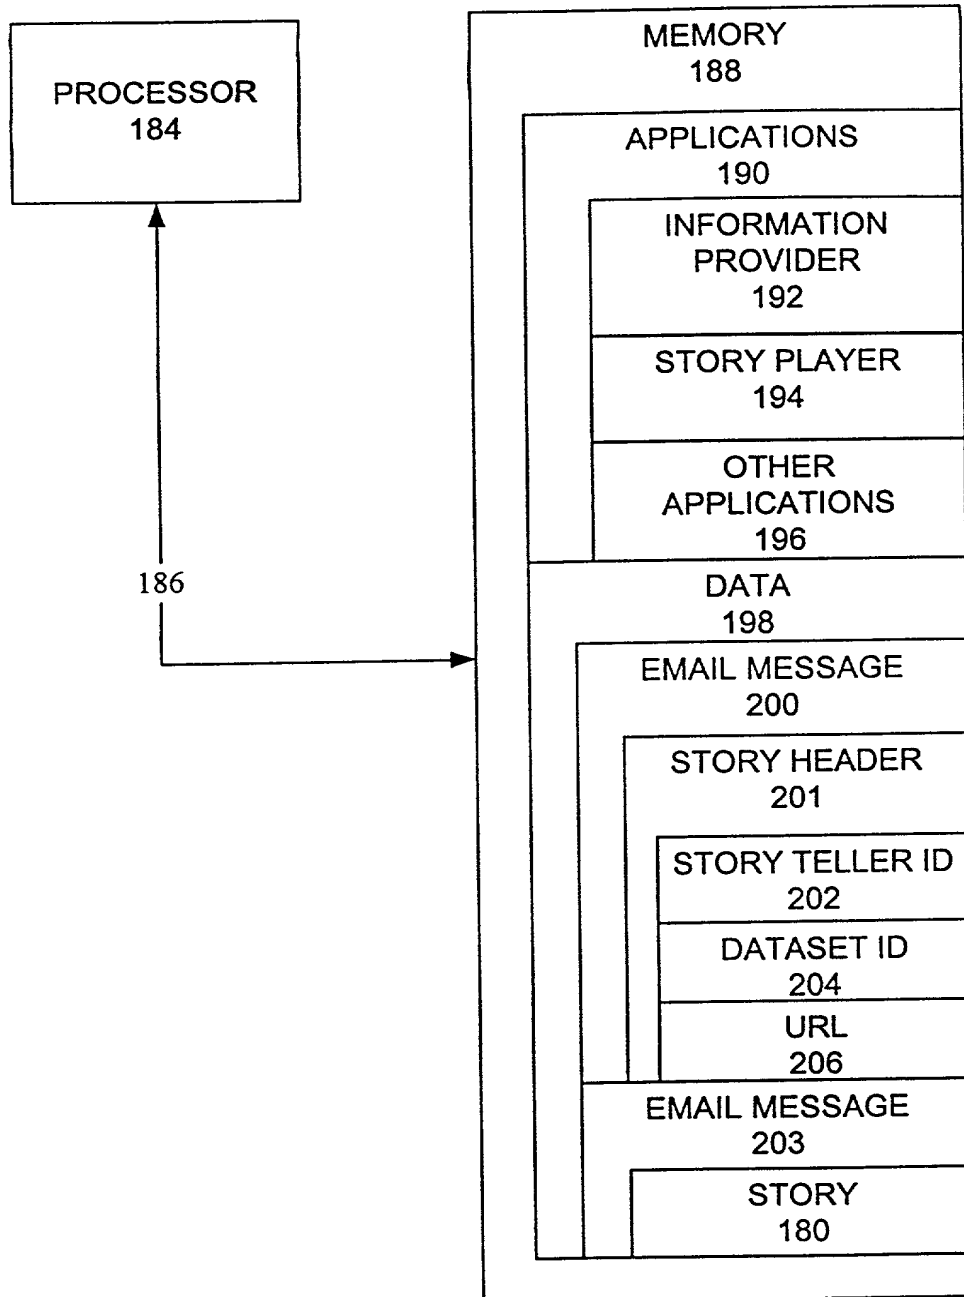 PROCESSOR
184
MEMORY
188
APPLICATIONS
190
INFORMATION
PROVIDER
192
STORY PLAYER
194
OTHER
APPLICATIONS
196
186
DATA
198
EMAIL MESSAGE
200
STORY HEADER
201
STORY TELLER ID
202
DATASET ID
204
URL
206
EMAIL MESSAGE
203
STORY
180